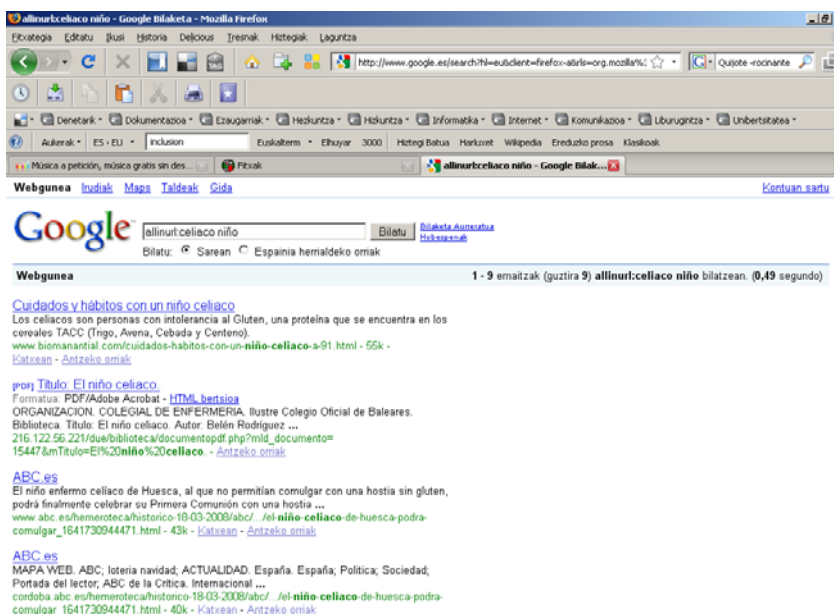 allinurl:celiaco niño - Google Bilaketa - Mozilla Firefox
Fitxategia Editatu Ikusi Historia Delicious Tresnak Hiztegiak Laguntza
http://www.google.es/search?hl=eu&client=firefox-a&rls=org.mozilla%: Quijote -rocinante
TAG
Denetarik Dokumentazioa Ezaugarriak Hezkuntza Hizkuntza Informatika Internet Komunikazioa Liburugintza Unibertsitatea
Aukerak ES › EU inclusion Euskalterm Elhuyar 3000 Hiztegi Batua Harluxet Wikipedia Ereduzko prosa Klasikoak
Música a petición, música gratis sin des... Fitxak allinurl:celiaco niño - Google Bilak...
Webgunea Irudiak Maps Taldeak Gida Kontuan sartu
Google allinurl:celiaco niño Bilatu Bilaketa Aurreratua
Hobespenak
Bilatu: Sarean Espainia herrialdeko orriak
Webgunea 1 - 9 emaitzak (guztira 9) allinurl:celiaco niño bilatzean. (0,49 segundo)
Cuidados y hábitos con un niño celiaco
Los celiacos son personas con intolerancia al Gluten, una proteína que se encuentra en los
cereales TACC (Trigo, Avena, Cebada y Centeno).
www.biomanantial.com/cuidados-habitos-con-un-niño-celiaco-a-91.html - 55k -
Katxean - Antzeko orriak
[PDF] Titulo: El niño celiaco.
Formatua: PDF/Adobe Acrobat - HTML bertsioa
ORGANIZACION. COLEGIAL DE ENFERMERIA. Ilustre Colegio Oficial de Baleares.
Biblioteca. Titulo: El niño celiaco. Autor: Belén Rodríguez ...
216.122.56.221/due/biblioteca/documentopdf.php?mId_documento=
15447&mTitulo=El%20niño%20celiaco. - Antzeko orriak
ABC.es
El niño enfermo celíaco de Huesca, al que no permitían comulgar con una hostia sin gluten,
podrá finalmente celebrar su Primera Comunión con una hostia ...
www.abc.es/hemeroteca/historico-18-03-2008/abc/.../el-niño-celiaco-de-huesca-podra-
comulgar_1641730944471.html - 43k - Katxean - Antzeko orriak
ABC.es
MAPA WEB. ABC; loteria navidad; ACTUALIDAD. España. España; Politica; Sociedad;
Portada del lector; ABC de la Crítica. Internacional ...
cordoba.abc.es/hemeroteca/historico-18-03-2008/abc/.../el-niño-celiaco-de-huesca-podra-
comulgar_1641730944471.html - 40k - Katxean - Antzeko orriak